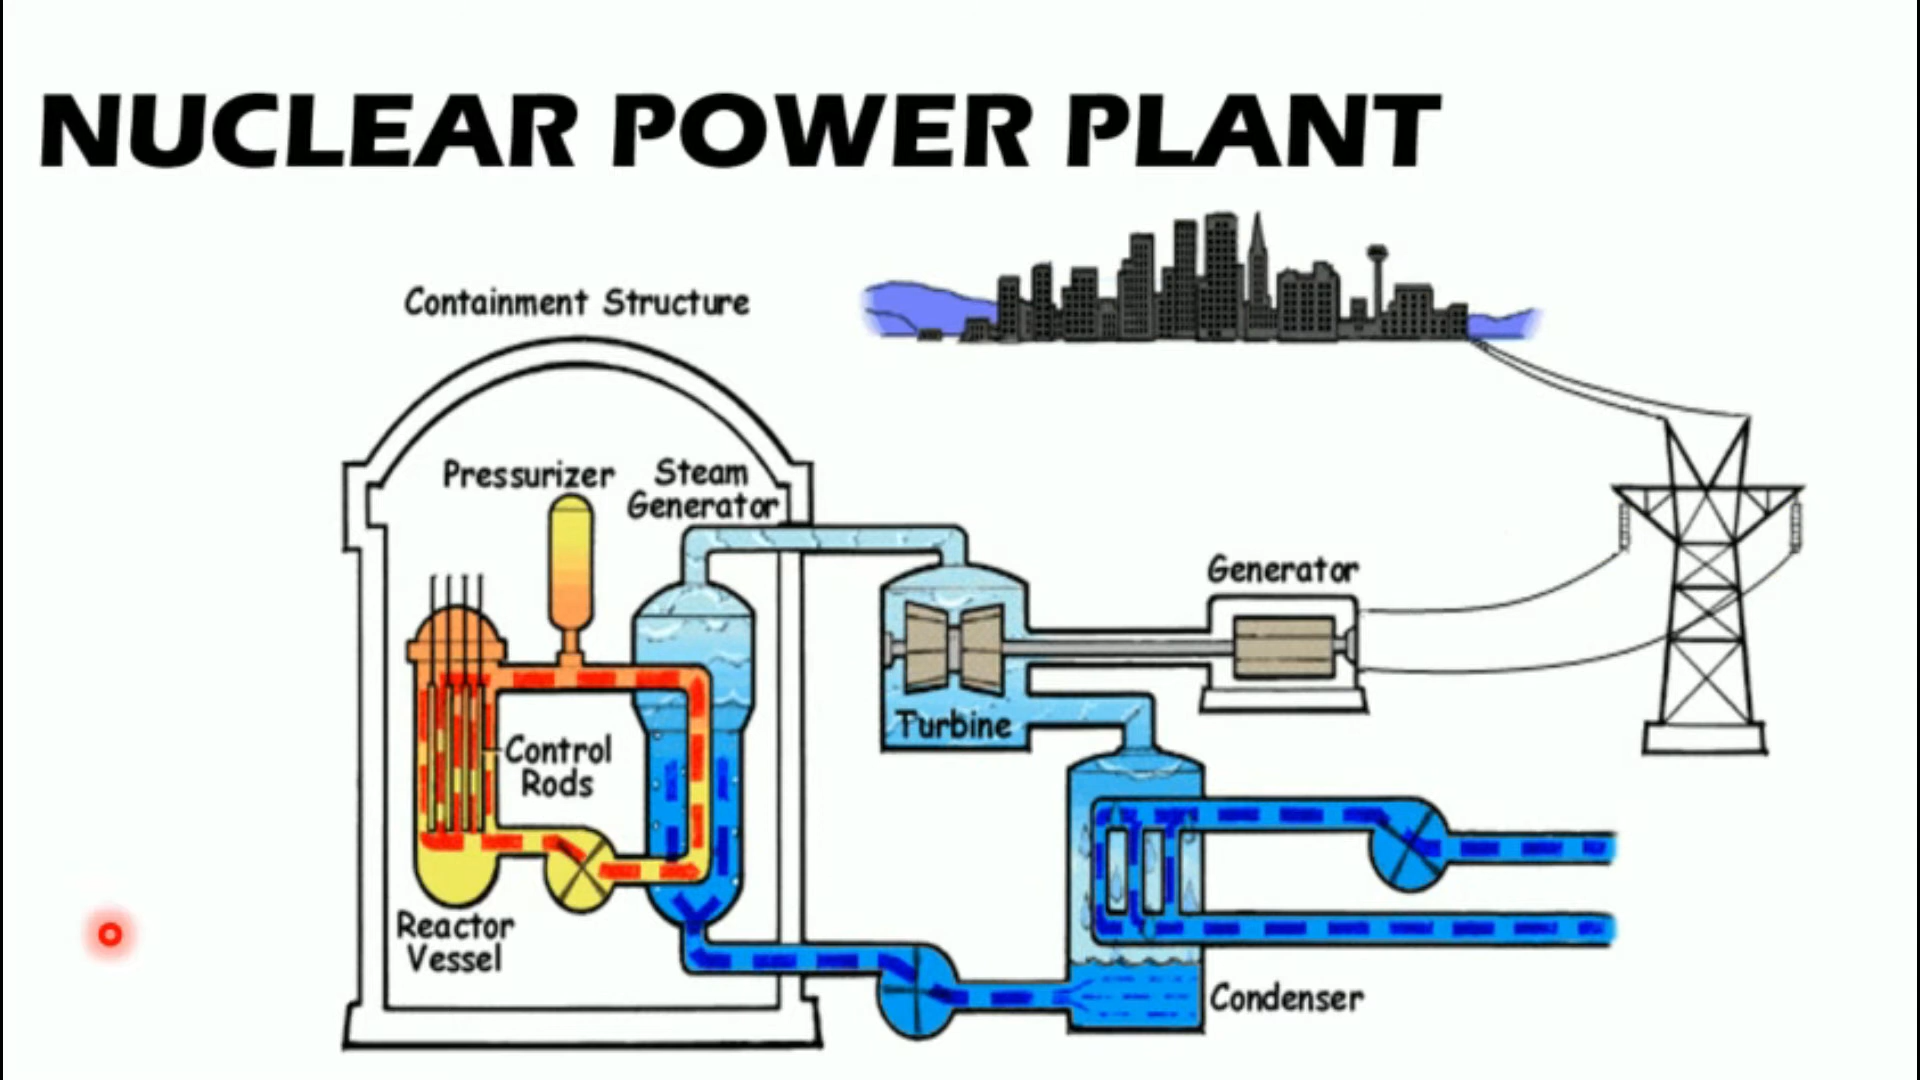 NUCLEAR POWER PLANT
Containment Structure
Pressurizer
Steam
Generator
Generator
Turbine
Control
Rods
Reactor
Vessel
Condenser